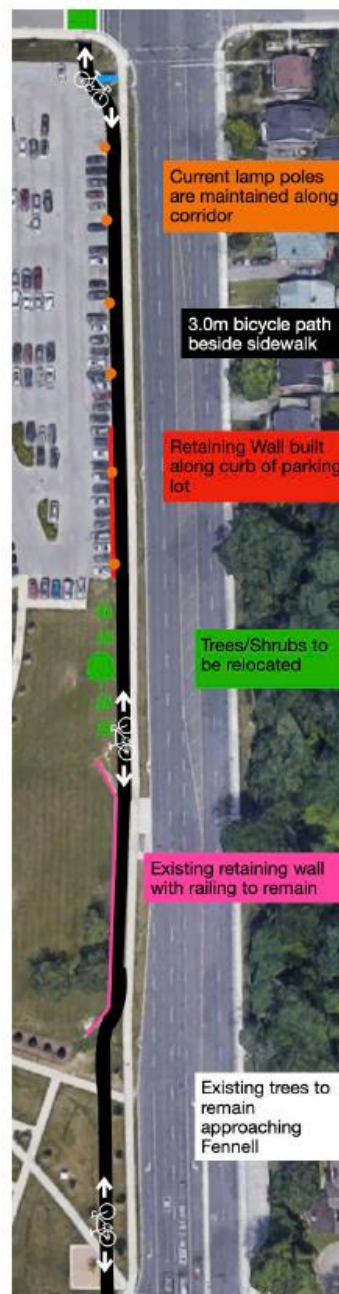 Current lamp poles
are maintained along
corridor
3.0m bicycle path
beside sidewalk
Retaining Wall built
along curb of parking
lot
Trees/Shrubs to
be relocated
Existing retaining wall
with railing to remain
Existing trees to
remain
approaching
Fennell